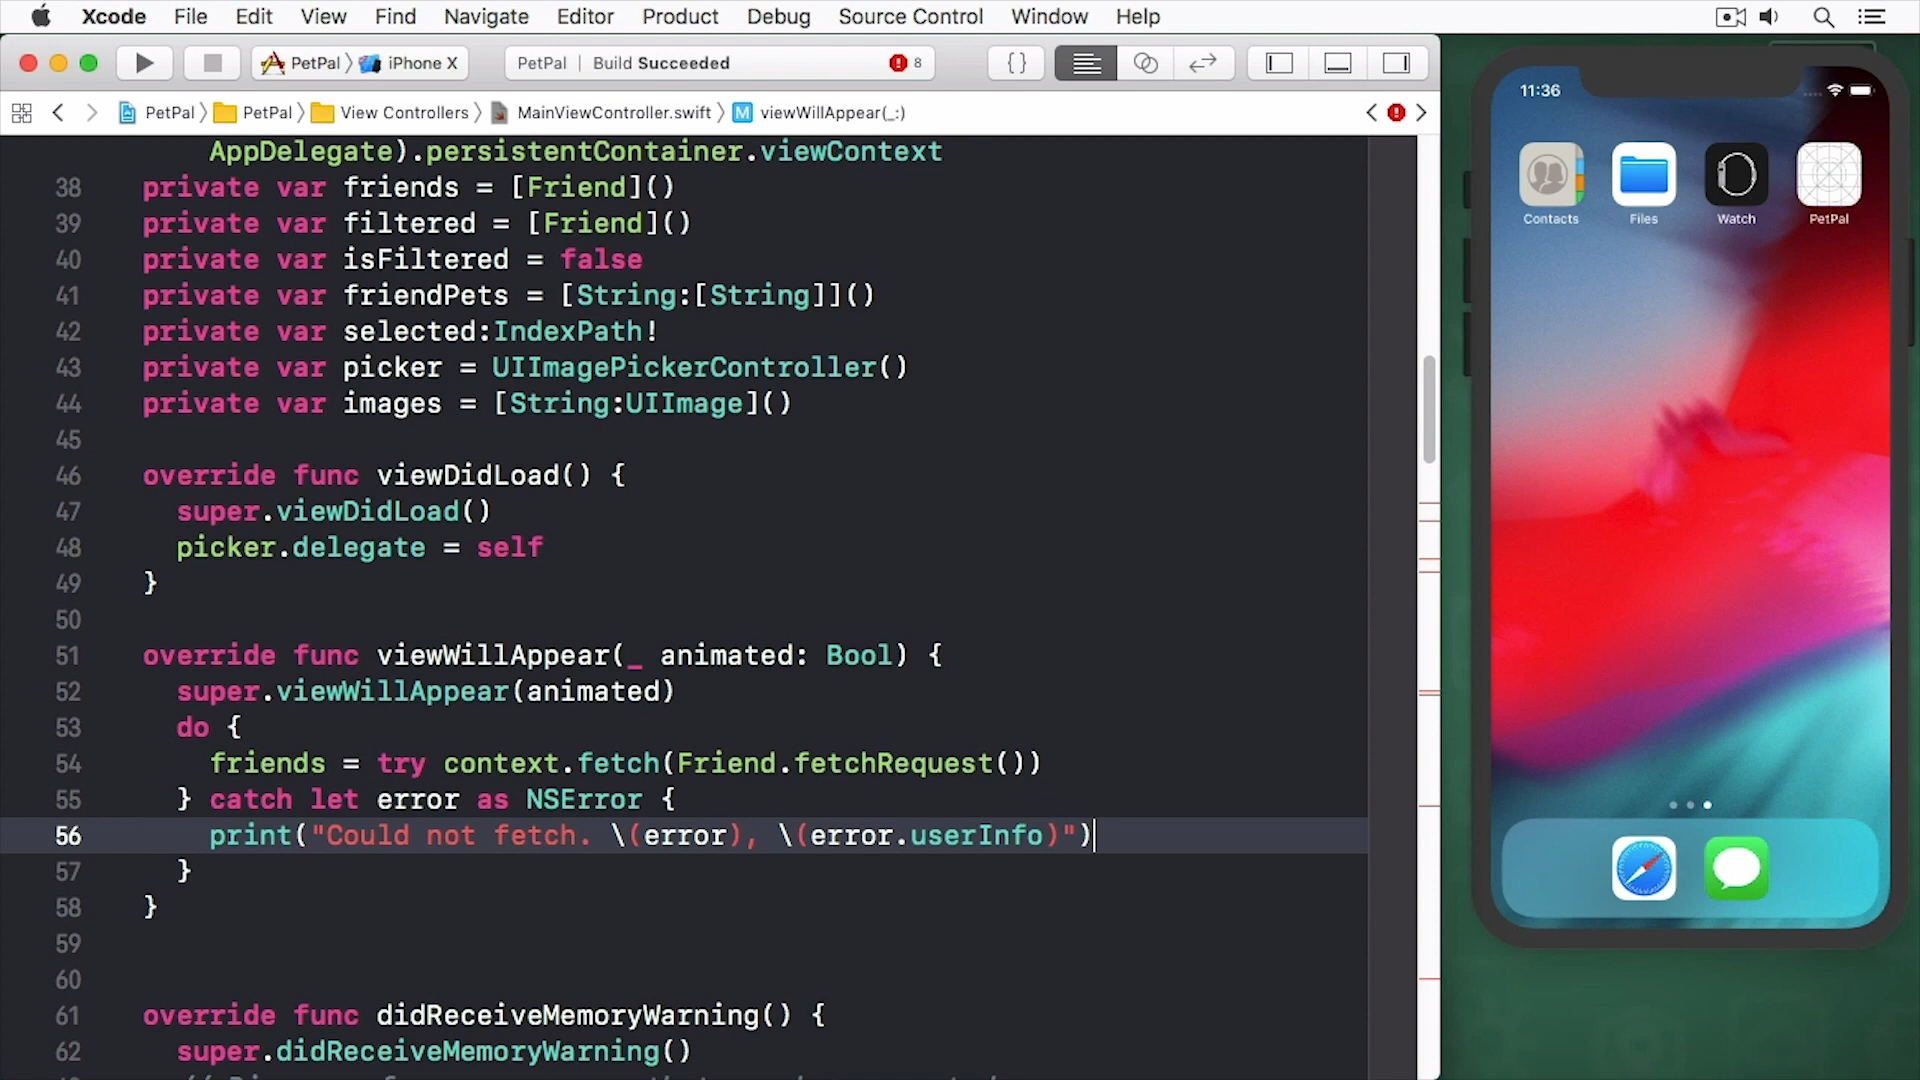 Xcode File Edit View Find Navigate Editor Product Debug Source Control Window Help
PetPal iPhone X PetPal | Build Succeeded 8 { }
PetPal PetPal View Controllers MainViewController.swift M viewWillAppear(_:)
AppDelegate).persistentContainer.viewContext
38 private var friends = [Friend]()
39 private var filtered = [Friend]()
40 private var isFiltered = false
41 private var friendPets = [String:[String]]()
42 private var selected:IndexPath!
43 private var picker = UIImagePickerController()
44 private var images = [String:UIImage]()
45
46 override func viewDidLoad() {
47 super.viewDidLoad()
48 picker.delegate = self
49 }
50
51 override func viewWillAppear(_ animated: Bool) {
52 super.viewWillAppear(animated)
53 do {
54 friends = try context.fetch(Friend.fetchRequest())
55 } catch let error as NSError {
56 print("Could not fetch. \(error), \(error.userInfo)")
57 }
58 }
59
60
61 override func didReceiveMemoryWarning() {
62 super.didReceiveMemoryWarning()
11:36
Contacts Files Watch PetPal